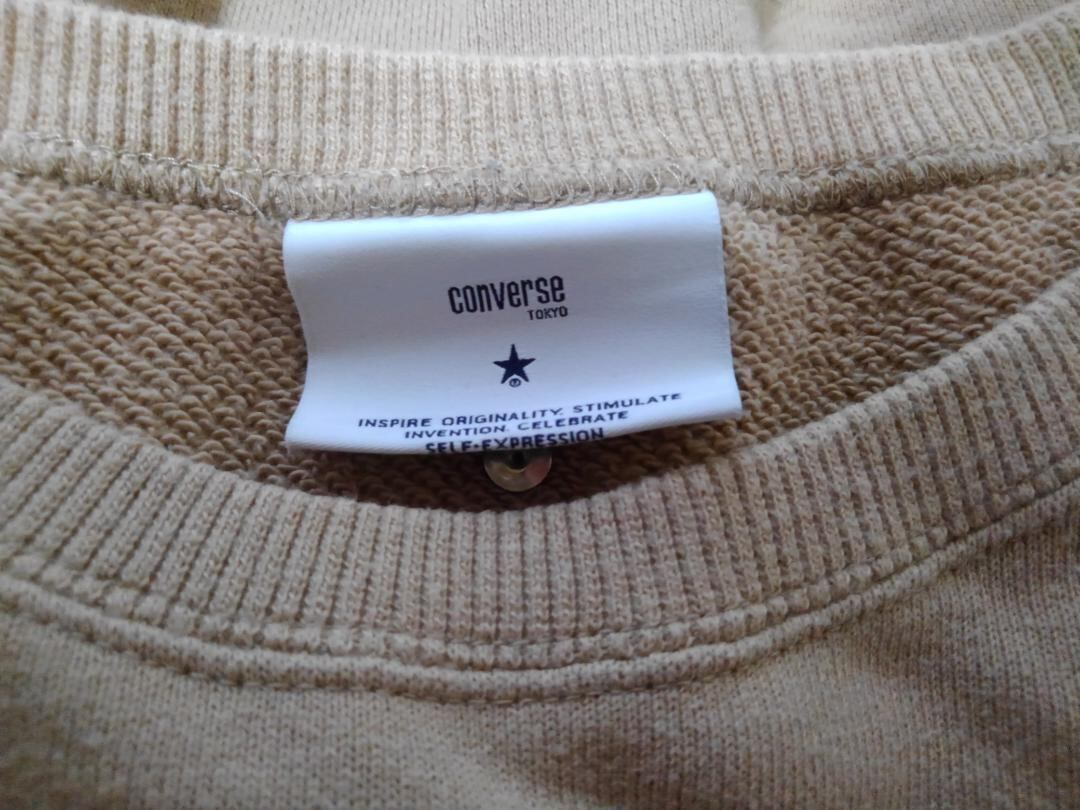 converse
TOKYO
INSPIRE ORIGINALITY. STIMULATE
INVENTION. CELEBRATE
SELF-EXPRESSION